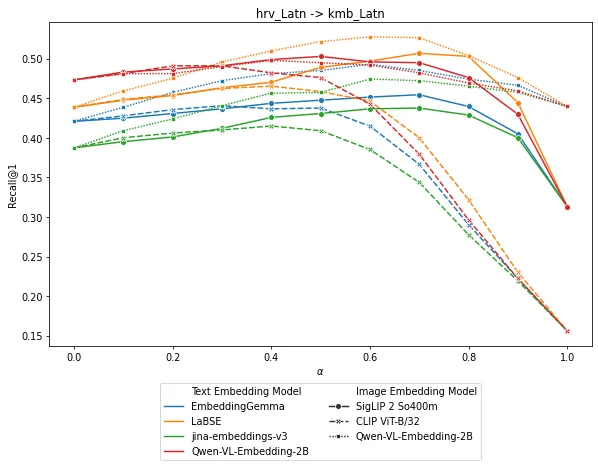 hrv_Latn -> kmb_Latn
Recall@1
0.50
0.45
0.40
0.35
0.30
0.25
0.20
0.15
0.0 0.2 0.4 0.6 0.8 1.0
α
Text Embedding Model Image Embedding Model
EmbeddingGemma SigLIP 2 So400m
LaBSE CLIP ViT-B/32
jina-embeddings-v3 Qwen-VL-Embedding-2B
Qwen-VL-Embedding-2B